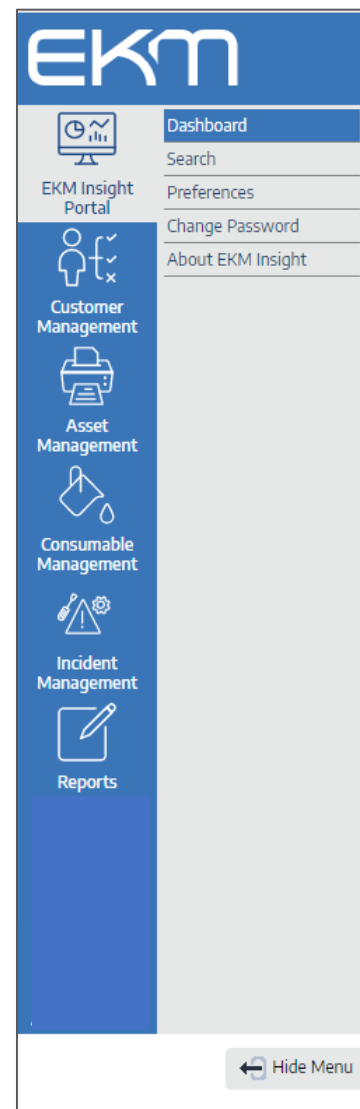 EKM
EKM Insight
Portal
Customer
Management
Asset
Management
Consumable
Management
Incident
Management
Reports
Dashboard
Search
Preferences
Change Password
About EKM Insight
Hide Menu